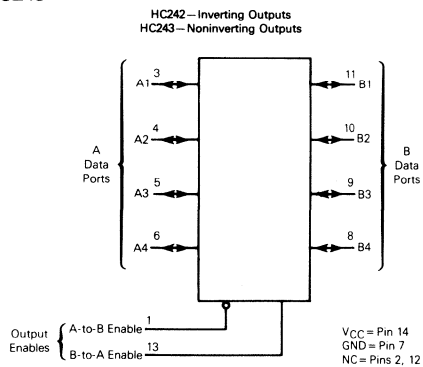 HC242—Inverting Outputs
HC243—Noninverting Outputs
A Data Ports
A1 3
A2 4
A3 5
A4 6
11 B1
10 B2
9 B3
8 B4
B Data Ports
Output Enables
A-to-B Enable 1
B-to-A Enable 13
VCC = Pin 14
GND = Pin 7
NC = Pins 2, 12